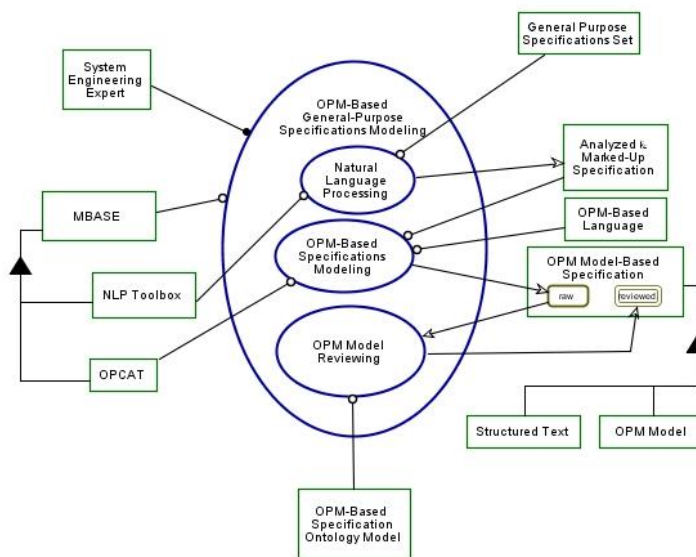 General Purpose
Specifications Set
System
Engineering
Expert
OPM-Based
General-Purpose
Specifications Modeling
Natural
Language
Processing
Analyzed &
Marked-Up
Specification
MBASE
OPM-Based
Language
OPM-Based
Specifications
Modeling
OPM Model-Based
Specification
raw
reviewed
NLP Toolbox
OPM Model
Reviewing
OPCAT
Structured Text
OPM Model
OPM-Based
Specification
Ontology Model